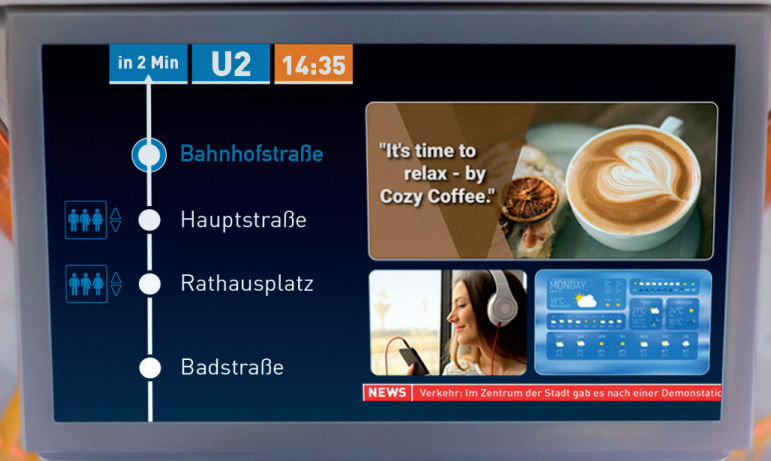 in 2 Min
U2
14:35
Bahnhofstraße
Hauptstraße
Rathausplatz
Badstraße
"It's time to
relax - by
Cozy Coffee."
MONDAY
NEWS
Verkehr: Im Zentrum der Stadt gab es nach einer Demonstatic